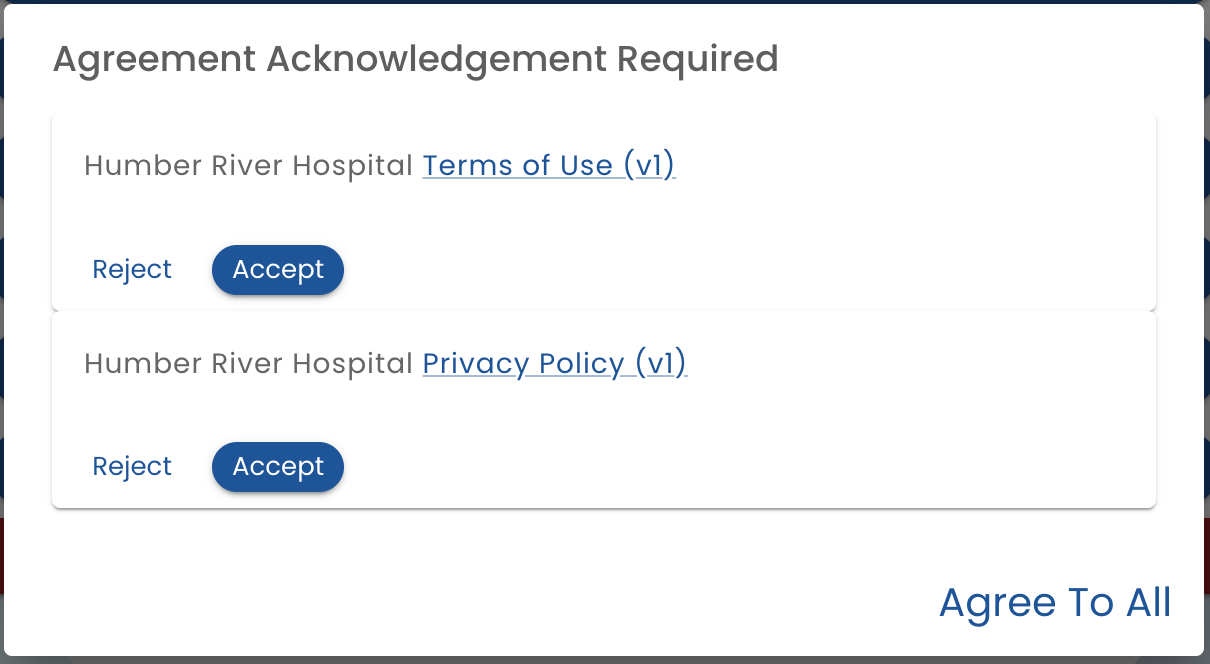 Agreement Acknowledgement Required
Humber River Hospital Terms of Use (v1)
Reject Accept
Humber River Hospital Privacy Policy (v1)
Reject Accept
Agree To All